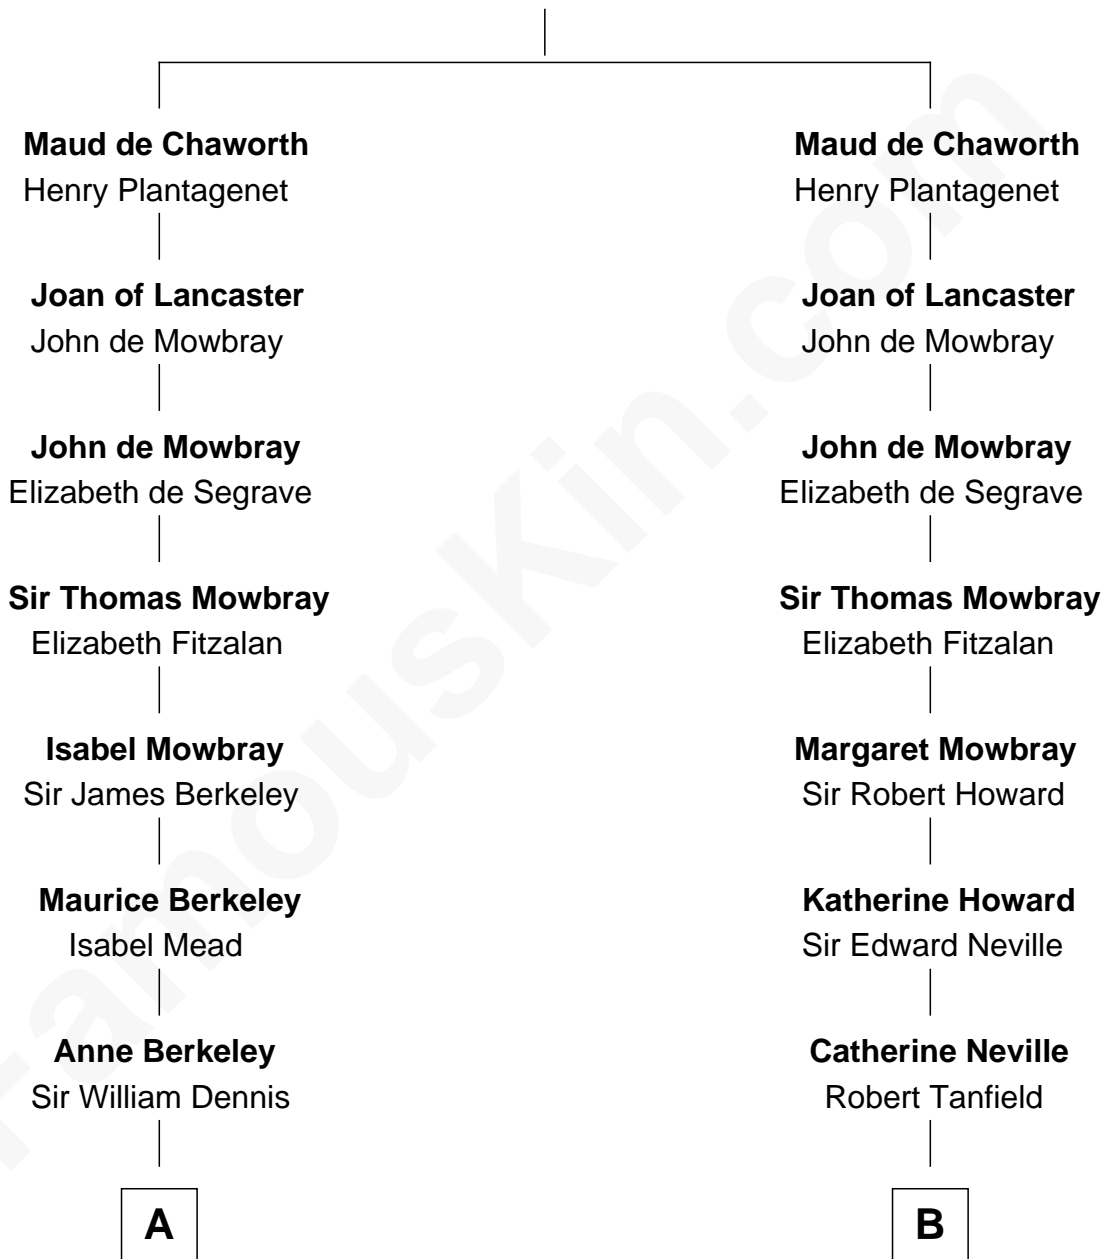 Maud de Chaworth
Henry Plantagenet
Joan of Lancaster
John de Mowbray
John de Mowbray
Elizabeth de Segrave
Sir Thomas Mowbray
Elizabeth Fitzalan
Isabel Mowbray
Sir James Berkeley
Maurice Berkeley
Isabel Mead
Anne Berkeley
Sir William Dennis
A
Maud de Chaworth
Henry Plantagenet
Joan of Lancaster
John de Mowbray
John de Mowbray
Elizabeth de Segrave
Sir Thomas Mowbray
Elizabeth Fitzalan
Margaret Mowbray
Sir Robert Howard
Katherine Howard
Sir Edward Neville
Catherine Neville
Robert Tanfield
B
FamousKin.com